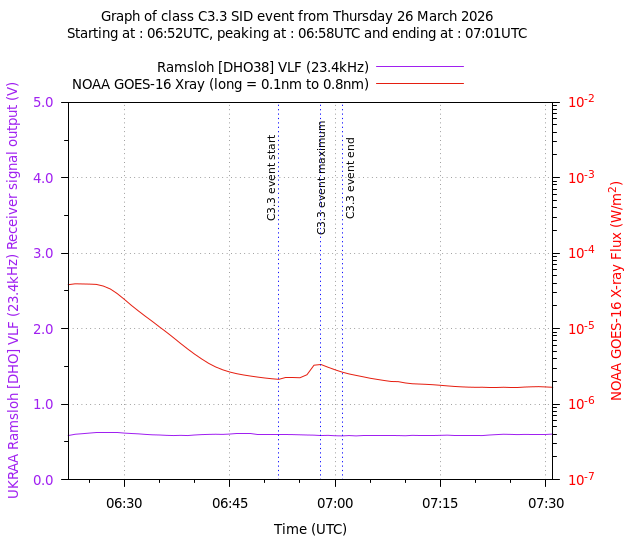 Graph of class C3.3 SID event from Thursday 26 March 2026
Starting at : 06:52UTC, peaking at : 06:58UTC and ending at : 07:01UTC
Ramsloh [DHO38] VLF (23.4kHz)
NOAA GOES-16 Xray (long = 0.1nm to 0.8nm)
UKRAA Ramsloh [DHO] VLF (23.4kHz) Receiver signal output (V)
5.0
4.0
3.0
2.0
1.0
0.0
C3.3 event start
C3.3 event maximum
C3.3 event end
10⁻²
10⁻³
10⁻⁴
10⁻⁵
10⁻⁶
10⁻⁷
NOAA GOES-16 X-ray Flux (W/m²)
06:30 06:45 07:00 07:15 07:30
Time (UTC)